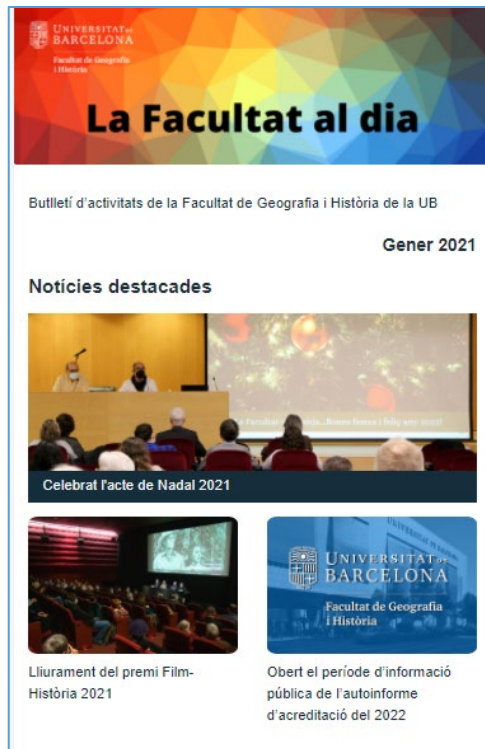 UNIVERSITAT DE
BARCELONA
Facultat de Geografia
i Història
La Facultat al dia
Butlletí d'activitats de la Facultat de Geografia i Història de la UB
Gener 2021
Notícies destacades
Celebrat l'acte de Nadal 2021
UNIVERSITAT DE
BARCELONA
Facultat de Geografia
i Història
Lliurament del premi Film-
Història 2021
Obert el període d'informació
pública de l'autoinforme
d'acreditació del 2022